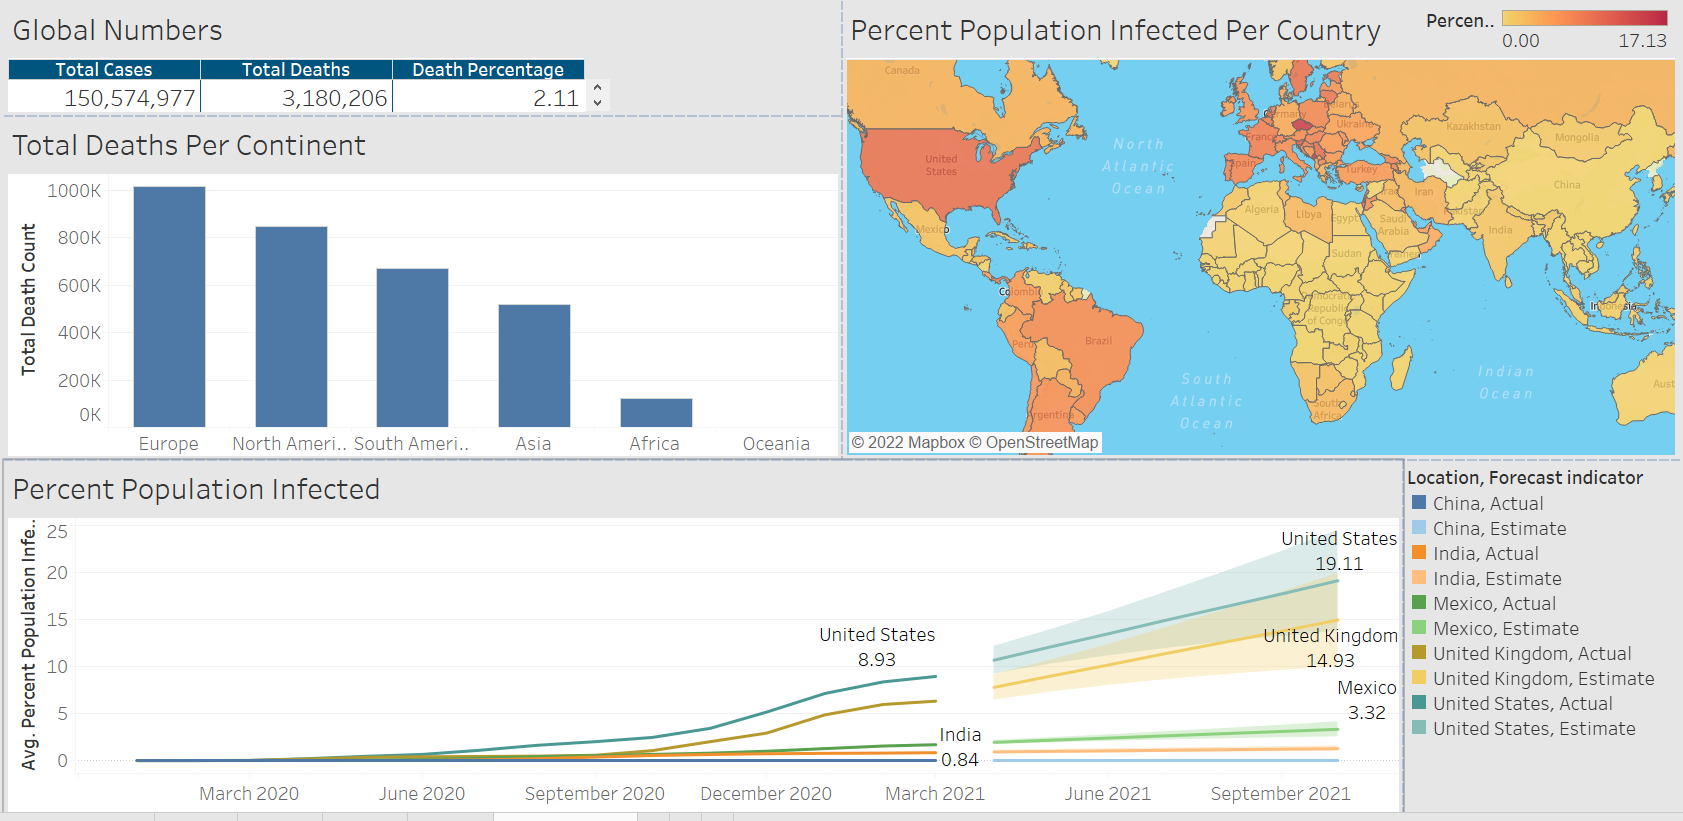 Global Numbers
Total Cases Total Deaths Death Percentage
150,574,977 3,180,206 2.11
Total Deaths Per Continent
Total Death Count
1000K
800K
600K
400K
200K
0K
Europe North Ameri.. South Ameri.. Asia Africa Oceania
Percent Population Infected Per Country
Percen..
0.00 17.13
Canada
United
States
Mexico
Colombia
Peru
Brazil
Argentina
North
Atlantic
Ocean
South
Atlantic
Ocean
Indian
Ocean
Belarus
Germany
Ukraine
France
Spain
Turkey
Kazakhstan
Mongolia
China
Iran
Pakistan
India
Algeria
Libya
Egypt
Saudi
Arabia
Yemen
Sudan
Democratic
Republic
of Congo
South
Africa
Indonesia
Aust
© 2022 Mapbox © OpenStreetMap
Percent Population Infected
Avg. Percent Population Infe..
25
20
15
10
5
0
United States
8.93
India
0.84
United States
19.11
United Kingdom
14.93
Mexico
3.32
March 2020 June 2020 September 2020 December 2020 March 2021 June 2021 September 2021
Location, Forecast indicator
China, Actual
China, Estimate
India, Actual
India, Estimate
Mexico, Actual
Mexico, Estimate
United Kingdom, Actual
United Kingdom, Estimate
United States, Actual
United States, Estimate